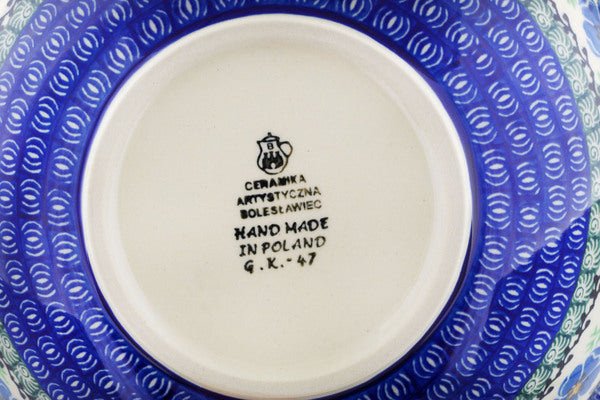 B
CERAMIKA
ARTYSTYCZNA
BOLESŁAWIEC
HAND MADE
IN POLAND
G.K.-47